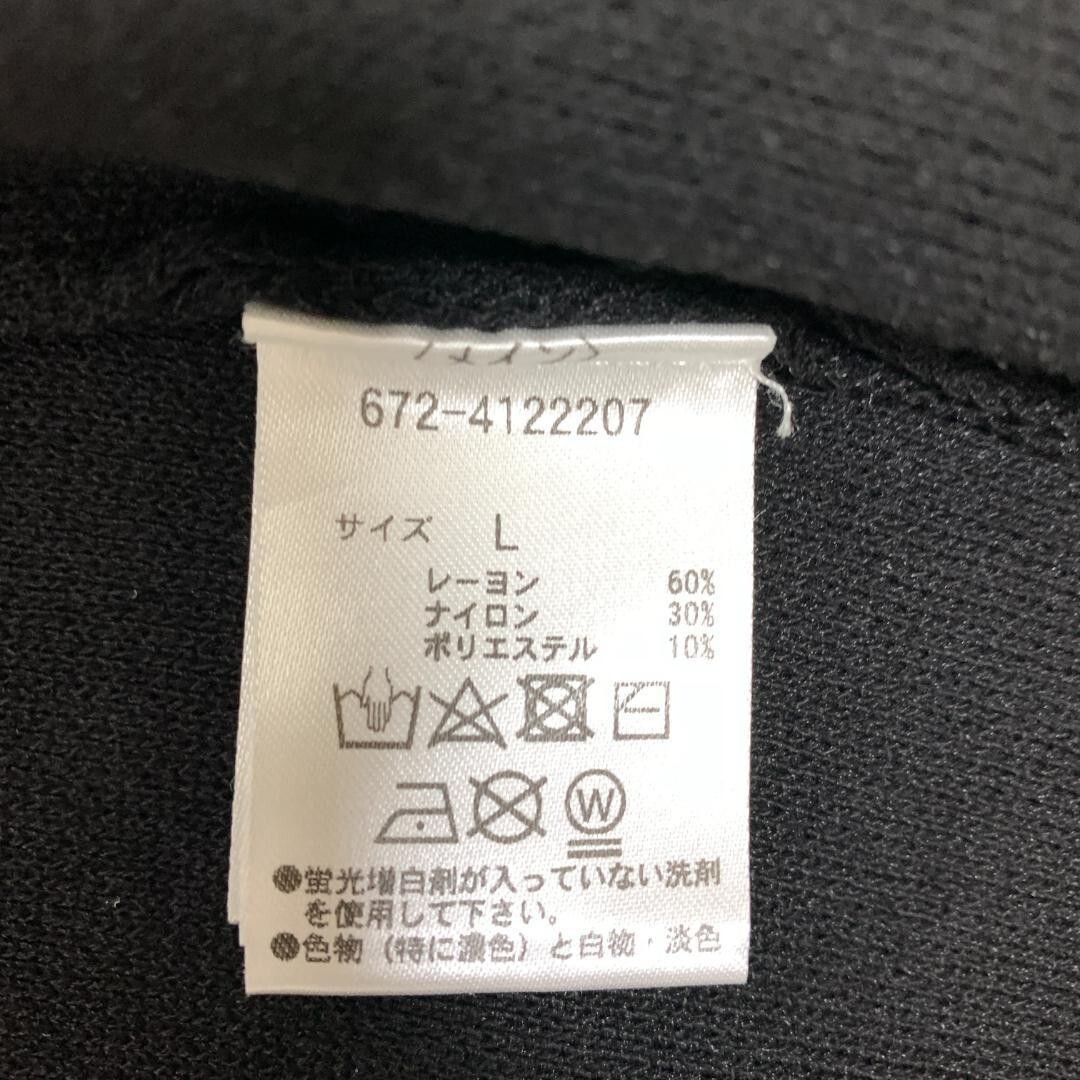 672-4122207
サイズ L
レーヨン 60%
ナイロン 30%
ポリエステル 10%
W
●蛍光増白剤が入っていない洗剤
を使用して下さい。
●色物（特に濃色）と白物・淡色